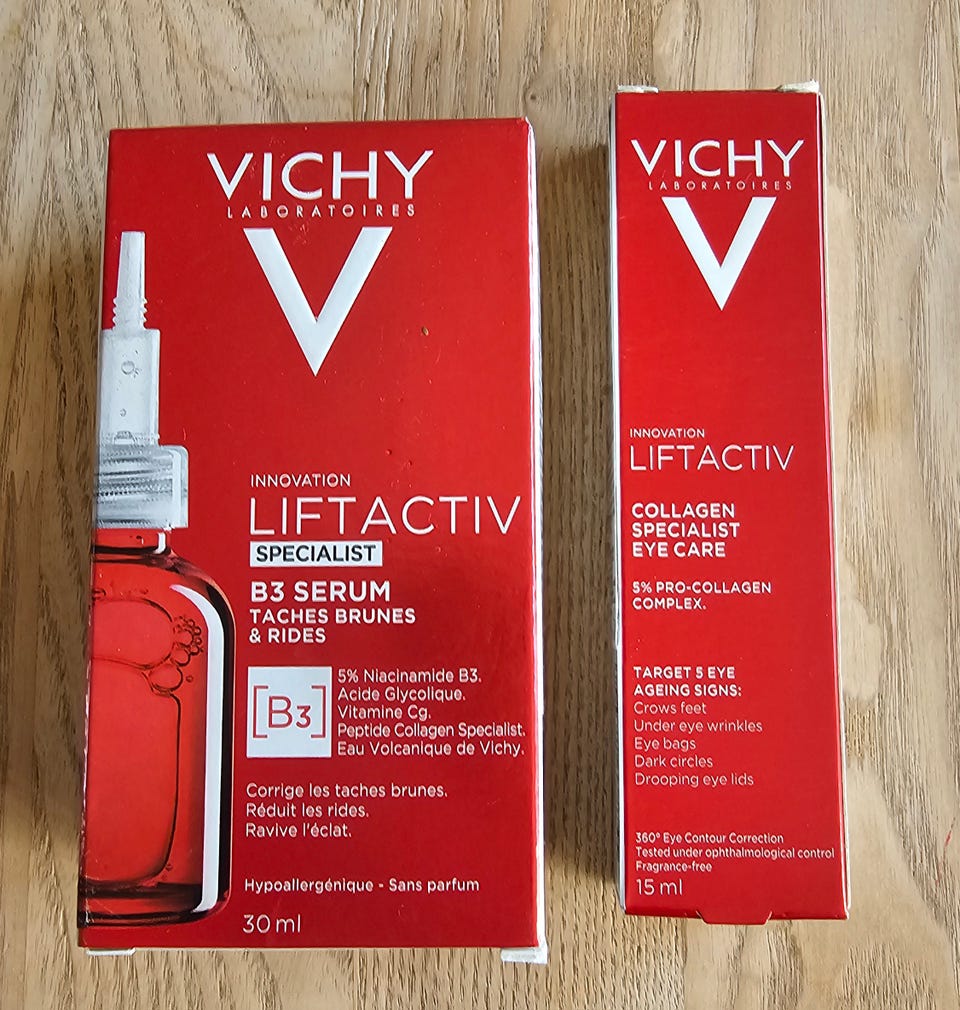 VICHY
LABORATOIRES
V
INNOVATION
LIFTACTIV
SPECIALIST
B3 SERUM
TACHES BRUNES
& RIDES
[B3]
5% Niacinamide B3.
Acide Glycolique.
Vitamine Cg.
Peptide Collagen Specialist.
Eau Volcanique de Vichy.
Corrige les taches brunes.
Réduit les rides.
Ravive l'éclat.
Hypoallergénique - Sans parfum
30 ml
VICHY
LABORATOIRES
V
INNOVATION
LIFTACTIV
COLLAGEN
SPECIALIST
EYE CARE
5% PRO-COLLAGEN
COMPLEX.
TARGET 5 EYE
AGEING SIGNS:
Crows feet
Under eye wrinkles
Eye bags
Dark circles
Drooping eye lids
360° Eye Contour Correction
Tested under ophthalmological control
Fragrance-free
15 ml